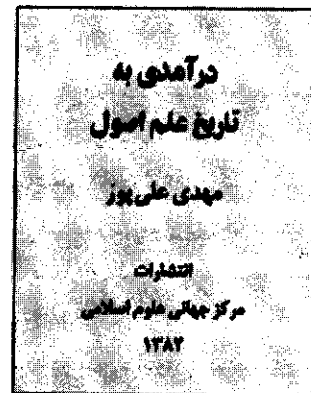 درآمدی به
تاریخ علم اصول
مهدی علی‌پور
انتشارات
مرکز جهانی علوم اسلامی
۱۳۸۲